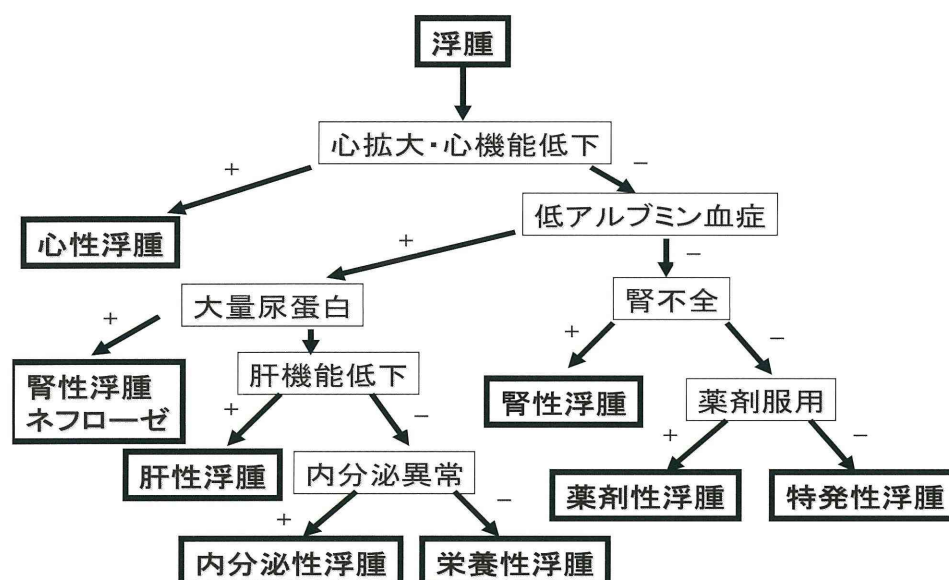 浮腫
心拡大・心機能低下
+
−
心性浮腫
低アルブミン血症
+
−
大量尿蛋白
腎不全
+
+
−
腎性浮腫
ネフローゼ
肝機能低下
腎性浮腫
薬剤服用
+
−
+
−
肝性浮腫
内分泌異常
薬剤性浮腫
特発性浮腫
+
−
内分泌性浮腫
栄養性浮腫